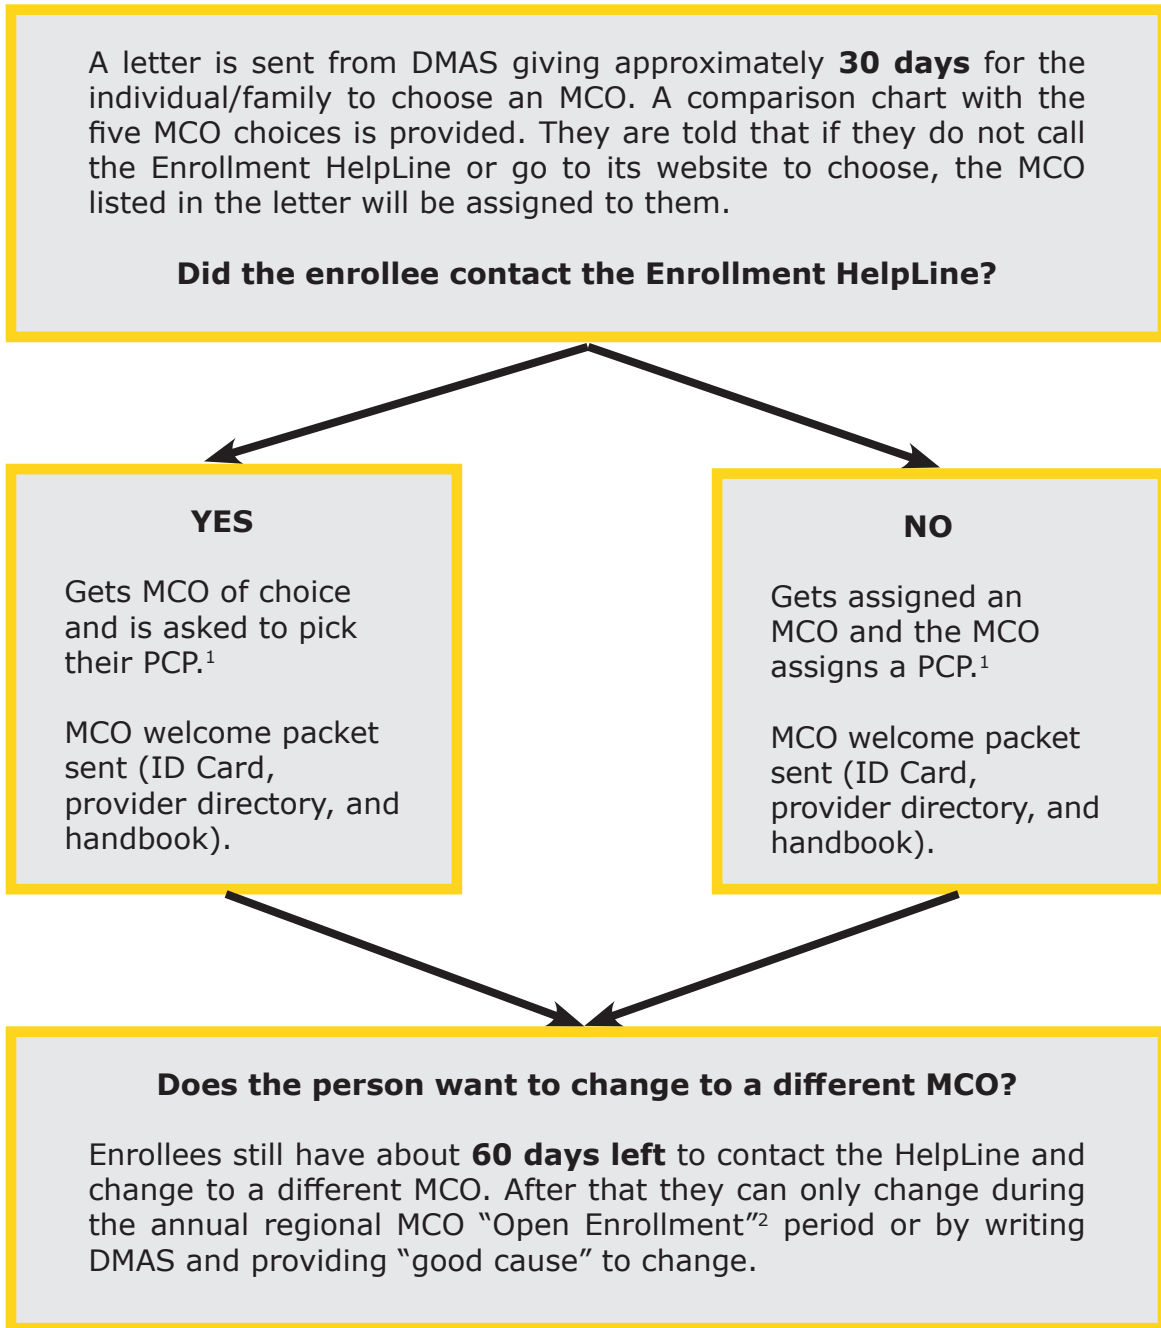 A letter is sent from DMAS giving approximately 30 days for the
individual/family to choose an MCO. A comparison chart with the
five MCO choices is provided. They are told that if they do not call
the Enrollment HelpLine or go to its website to choose, the MCO
listed in the letter will be assigned to them.
Did the enrollee contact the Enrollment HelpLine?
YES
Gets MCO of choice
and is asked to pick
their PCP.¹
MCO welcome packet
sent (ID Card,
provider directory, and
handbook).
NO
Gets assigned an
MCO and the MCO
assigns a PCP.¹
MCO welcome packet
sent (ID Card,
provider directory, and
handbook).
Does the person want to change to a different MCO?
Enrollees still have about 60 days left to contact the HelpLine and
change to a different MCO. After that they can only change during
the annual regional MCO “Open Enrollment”² period or by writing
DMAS and providing “good cause” to change.